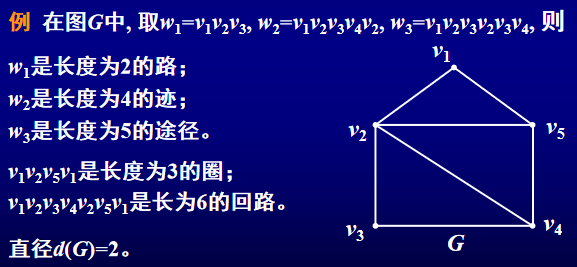 例 在图G中, 取w₁=v₁v₂v₃, w₂=v₁v₂v₃v₄v₂, w₃=v₁v₂v₃v₂v₃v₄, 则
w₁是长度为2的路；
w₂是长度为4的迹；
w₃是长度为5的途径。
v₁v₂v₅v₁是长度为3的圈；
v₁v₂v₃v₄v₂v₅v₁是长为6的回路。
直径d(G)=2。
v₁
v₂
v₅
v₃
v₄
G